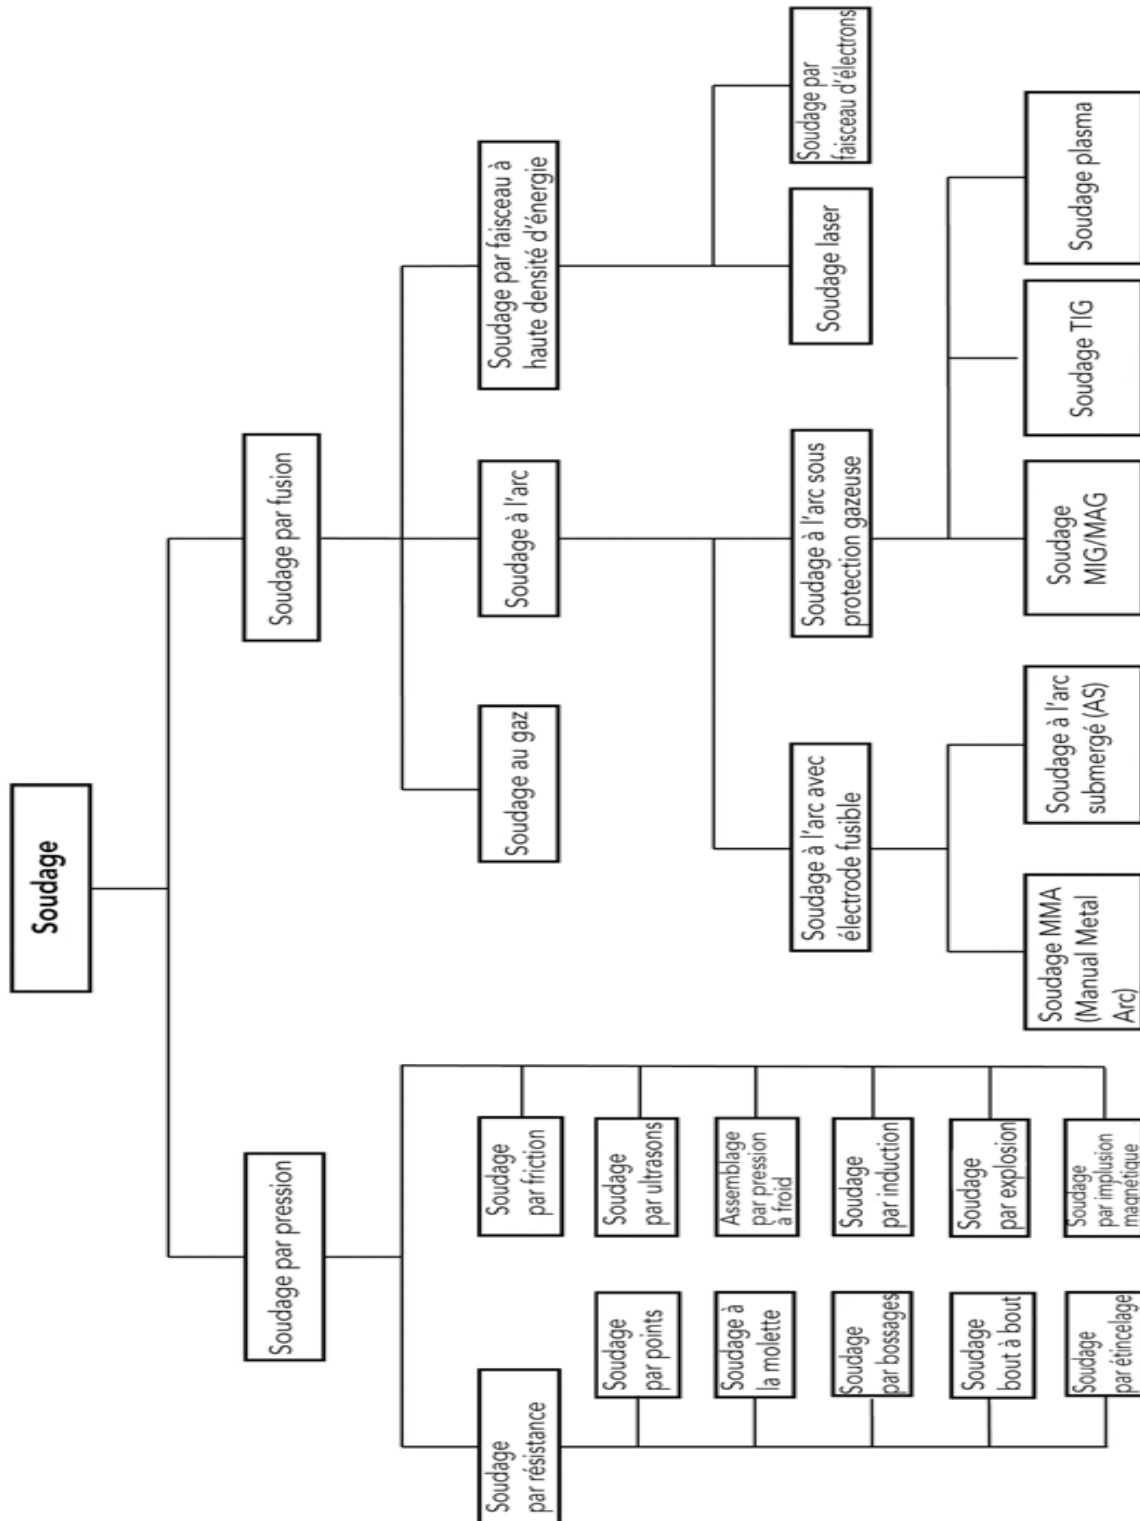 Soudage
Soudage par pression
Soudage par fusion
Soudage
par résistance
Soudage
par friction
Soudage au gaz
Soudage à l'arc
Soudage par faisceau à
haute densité d'énergie
Soudage
par points
Soudage
par ultrasons
Soudage à
la molette
Assemblage
par pression
à froid
Soudage
par bossages
Soudage
par induction
Soudage
bout à bout
Soudage
par explosion
Soudage
par étincelage
Soudage
par implusion
magnétique
Soudage à l'arc avec
électrode fusible
Soudage à l'arc sous
protection gazeuse
Soudage laser
Soudage par
faisceau d'électrons
Soudage MMA
(Manual Metal
Arc)
Soudage à l'arc
submergé (AS)
Soudage
MIG/MAG
Soudage TIG
Soudage plasma